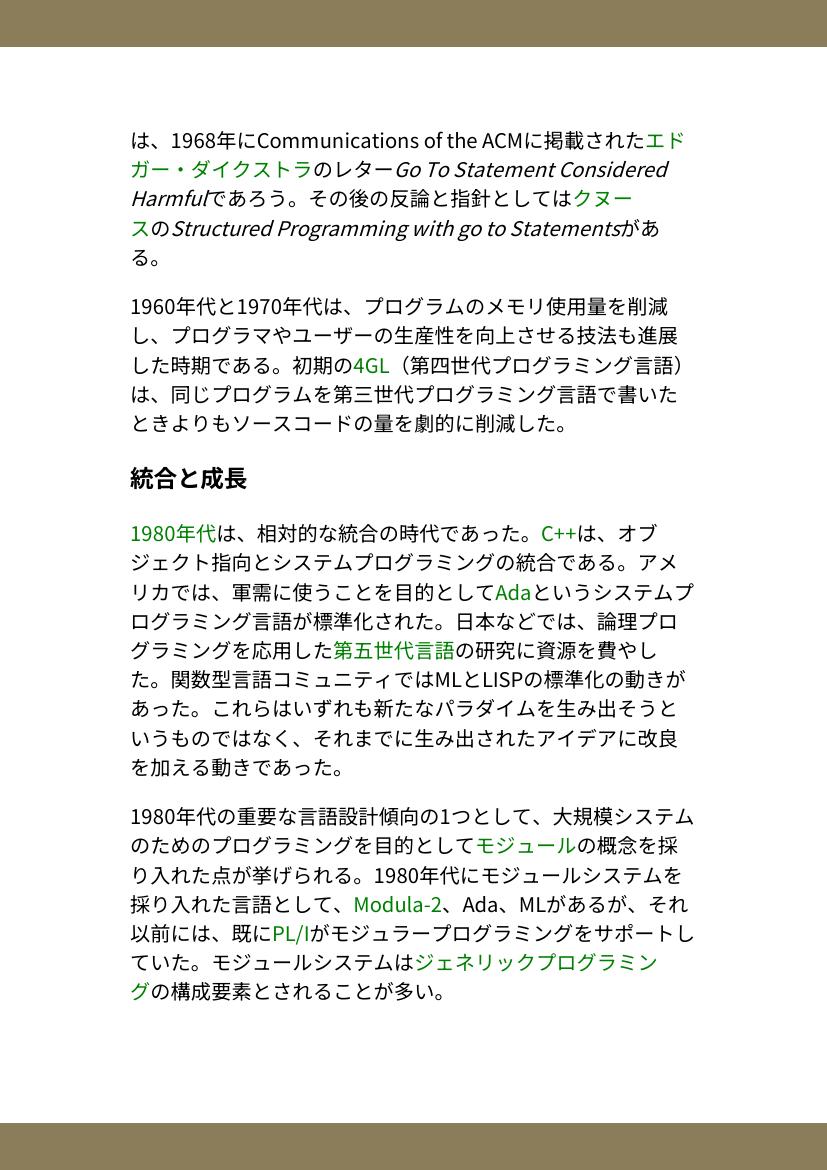 は、1968年にCommunications of the ACMに掲載されたエド
ガー・ダイクストラのレターGo To Statement Considered
Harmfulであろう。その後の反論と指針としてはクヌー
スのStructured Programming with go to Statementsがあ
る。
1960年代と1970年代は、プログラムのメモリ使用量を削減
し、プログラマやユーザーの生産性を向上させる技法も進展
した時期である。初期の4GL（第四世代プログラミング言語）
は、同じプログラムを第三世代プログラミング言語で書いた
ときよりもソースコードの量を劇的に削減した。
統合と成長
1980年代は、相対的な統合の時代であった。C++は、オブ
ジェクト指向とシステムプログラミングの統合である。アメ
リカでは、軍需に使うことを目的としてAdaというシステムプ
ログラミング言語が標準化された。日本などでは、論理プロ
グラミングを応用した第五世代言語の研究に資源を費やし
た。関数型言語コミュニティではMLとLISPの標準化の動きが
あった。これらはいずれも新たなパラダイムを生み出そうと
いうものではなく、それまでに生み出されたアイデアに改良
を加える動きであった。
1980年代の重要な言語設計傾向の1つとして、大規模システム
のためのプログラミングを目的としてモジュールの概念を採
り入れた点が挙げられる。1980年代にモジュールシステムを
採り入れた言語として、Modula-2、Ada、MLがあるが、それ
以前には、既にPL/Iがモジュラープログラミングをサポートし
ていた。モジュールシステムはジェネリックプログラミン
グの構成要素とされることが多い。